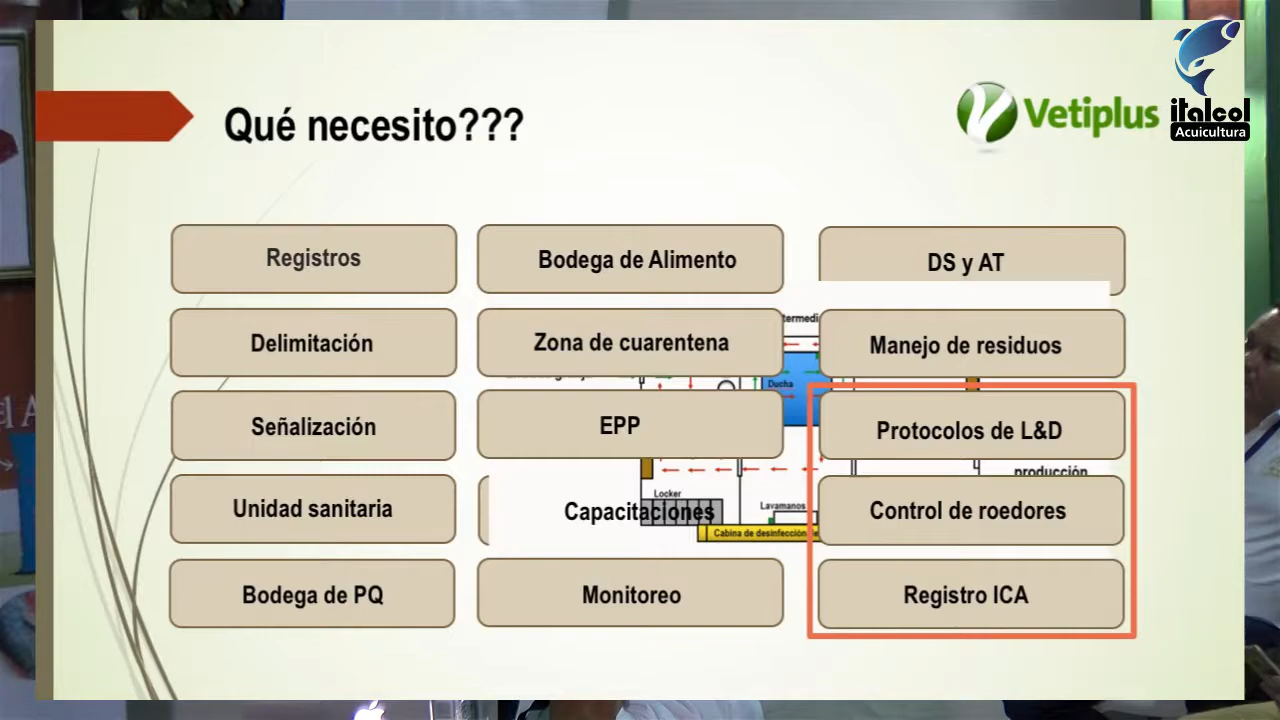 Qué necesito???
Vetiplus
italcol
Acuicultura
Registros
Bodega de Alimento
DS y AT
Delimitación
Zona de cuarentena
Manejo de residuos
Ducha
Señalización
EPP
Protocolos de L&D
producción
Unidad sanitaria
Locker
Capacitaciones
Lavamanos
Control de roedores
Cabina de desinfección
Bodega de PQ
Monitoreo
Registro ICA